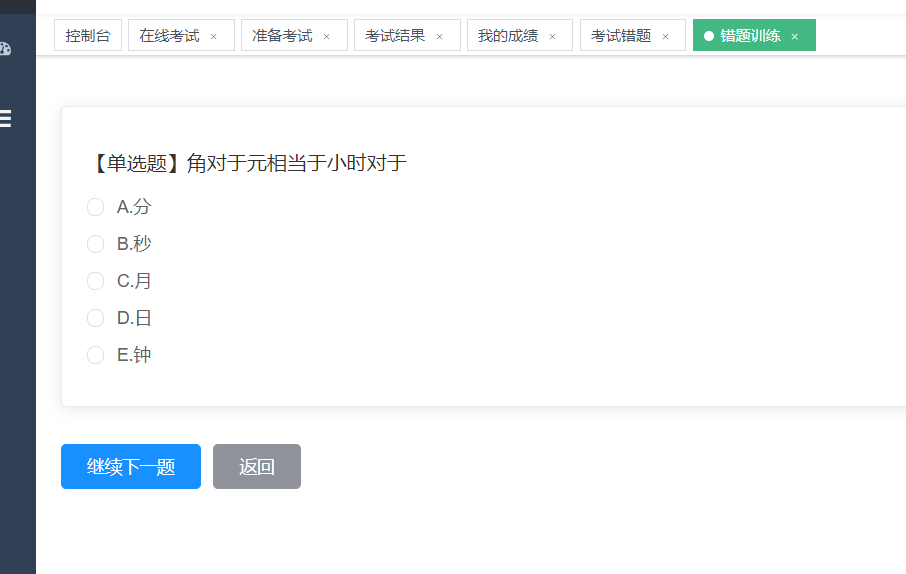 控制台 在线考试 × 准备考试 × 考试结果 × 我的成绩 × 考试错题 × 错题训练 ×
【单选题】角对于元相当于小时对于
A.分
B.秒
C.月
D.日
E.钟
继续下一题 返回